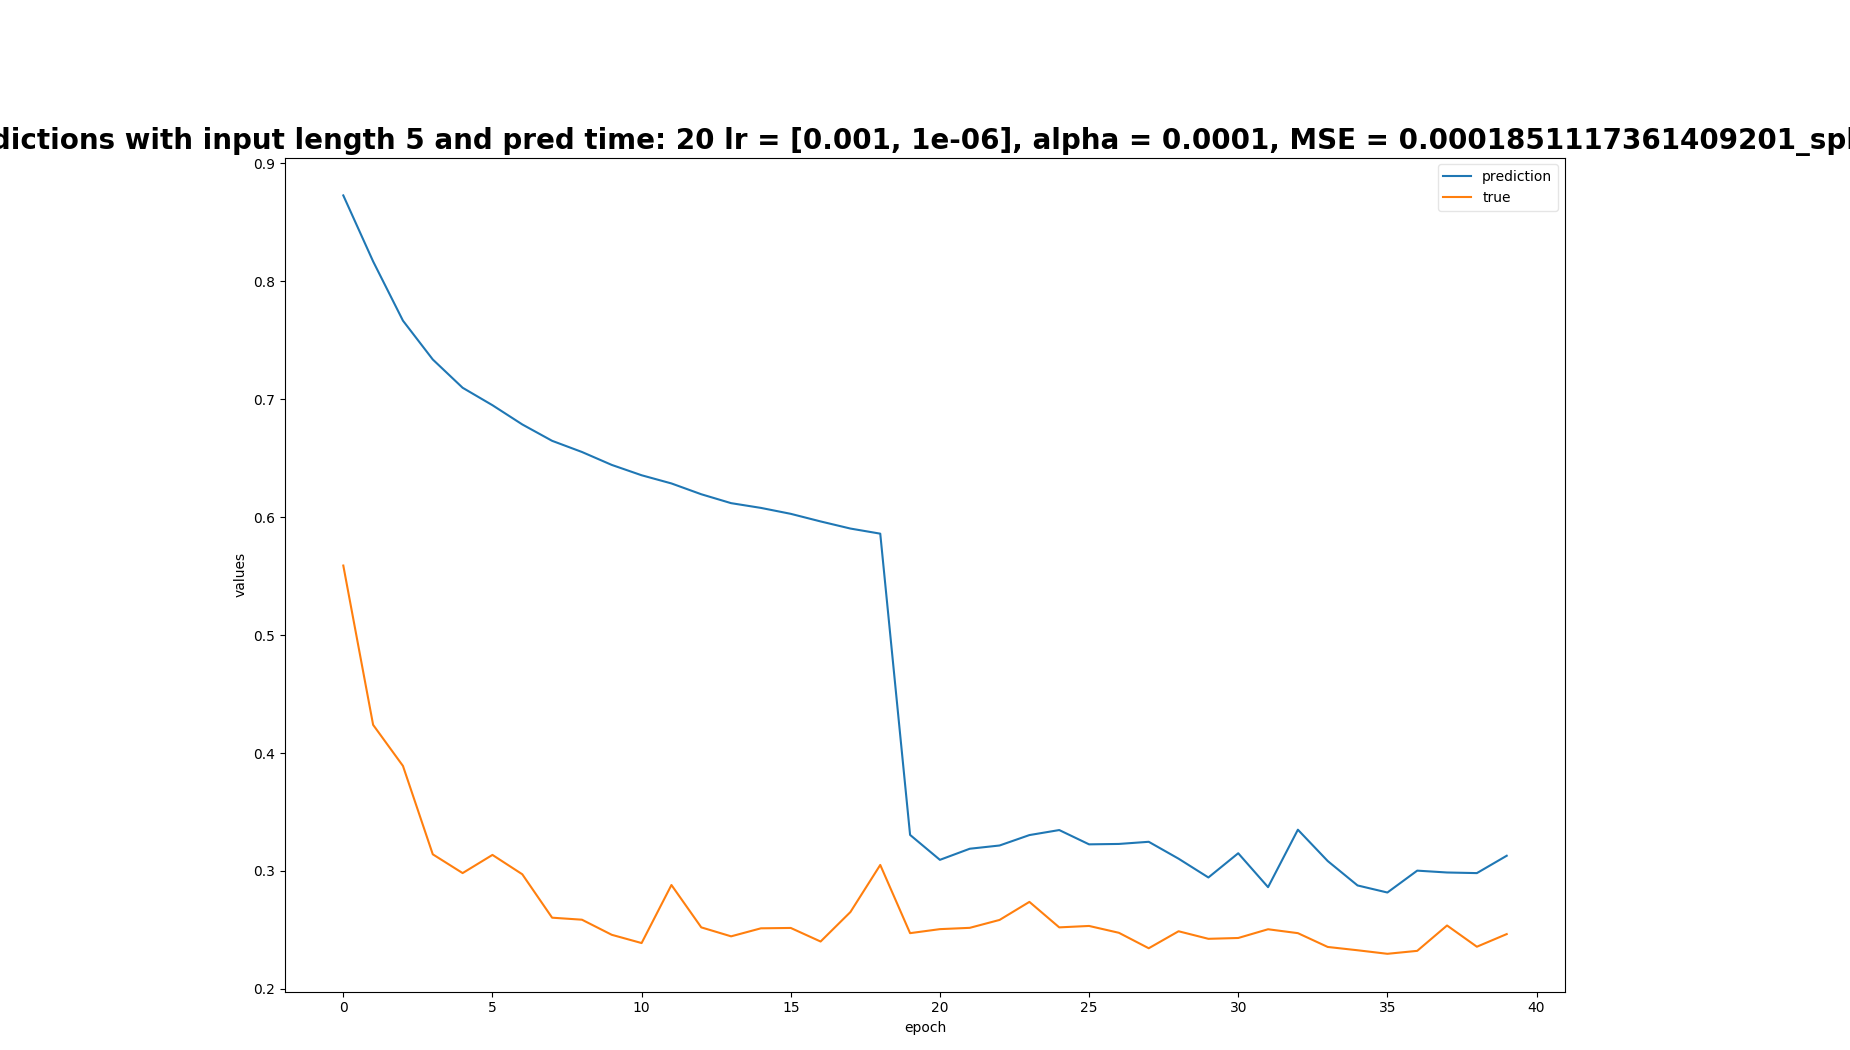 dictions with input length 5 and pred time: 20 lr = [0.001, 1e-06], alpha = 0.0001, MSE = 0.0001851117361409201_spl
prediction
true
0.9
0.8
0.7
0.6
0.5
0.4
0.3
0.2
values
0 5 10 15 20 25 30 35 40
epoch